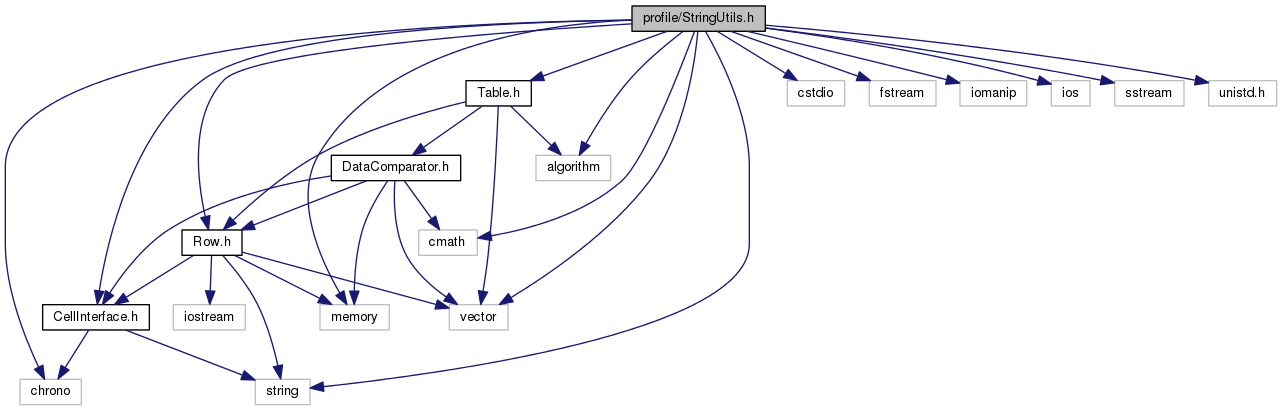 profile/StringUtils.h
Table.h
cstdio
fstream
iomanip
ios
sstream
unistd.h
DataComparator.h
algorithm
Row.h
cmath
CellInterface.h
iostream
memory
vector
chrono
string